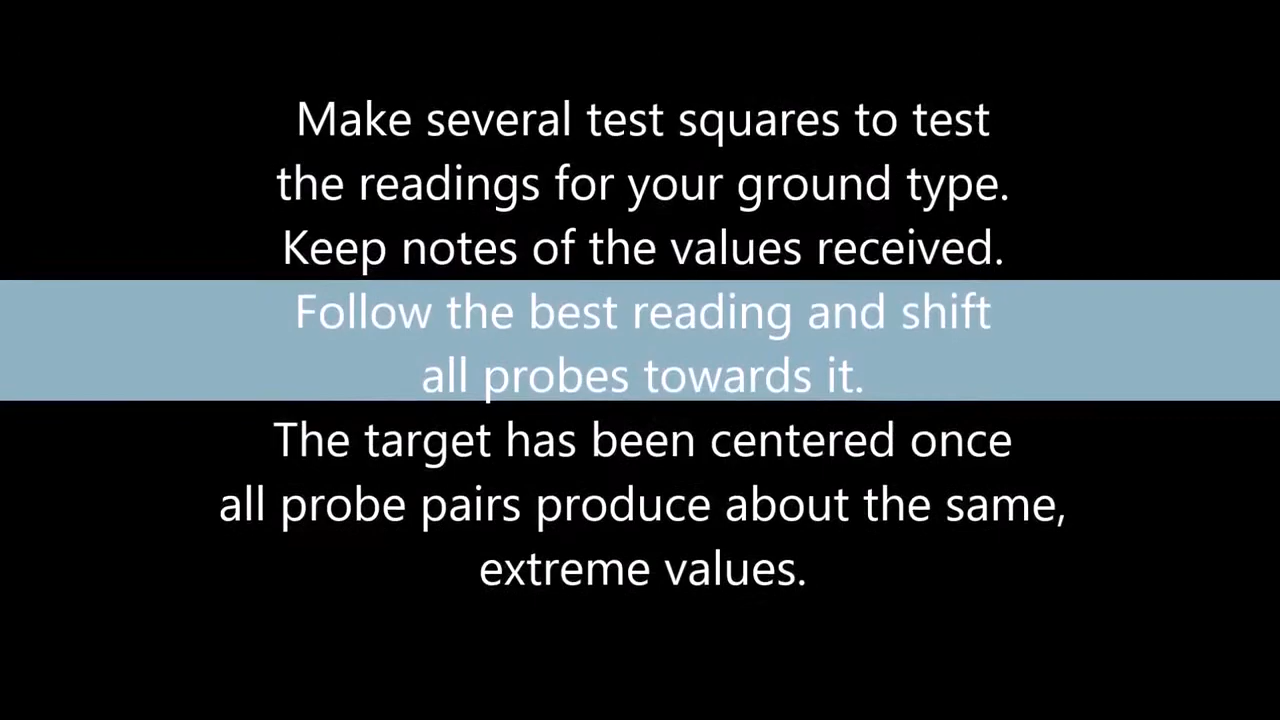 Make several test squares to test
the readings for your ground type.
Keep notes of the values received.
Follow the best reading and shift
all probes towards it.
The target has been centered once
all probe pairs produce about the same,
extreme values.